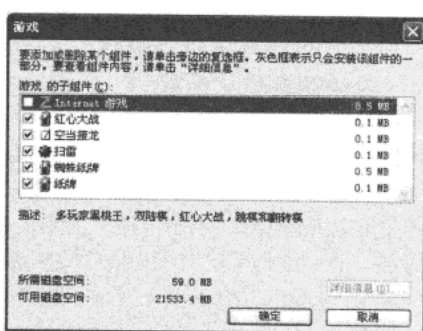 游戏
要添加或删除某个组件，请单击旁边的复选框。灰色框表示只会安装该组件的一
部分。要查看组件内容，请单击“详细信息”。
游戏 的子组件(C):
Internet 游戏 8.5 MB
红心大战 0.1 MB
空当接龙 0.1 MB
扫雷 0.1 MB
蜘蛛纸牌 0.5 MB
纸牌 0.1 MB
描述: 多玩家黑桃王，双陆棋，红心大战，跳棋和翻转棋
所需磁盘空间: 59.0 MB
可用磁盘空间: 21533.4 MB
详细信息(D)
确定
取消